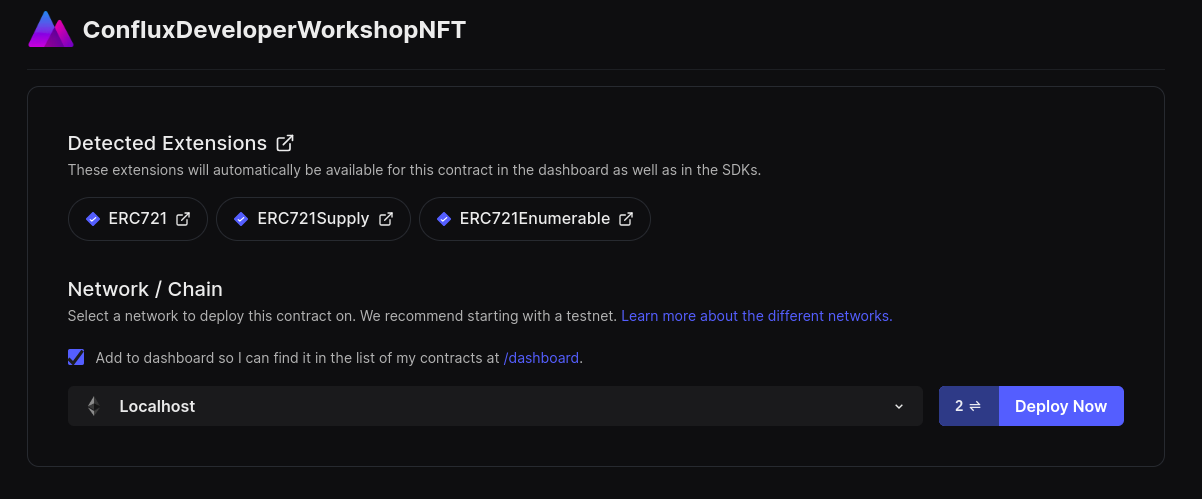 ConfluxDeveloperWorkshopNFT
Detected Extensions
These extensions will automatically be available for this contract in the dashboard as well as in the SDKs.
ERC721 ERC721Supply ERC721Enumerable
Network / Chain
Select a network to deploy this contract on. We recommend starting with a testnet. Learn more about the different networks.
Add to dashboard so I can find it in the list of my contracts at /dashboard.
Localhost 2 ⇌ Deploy Now